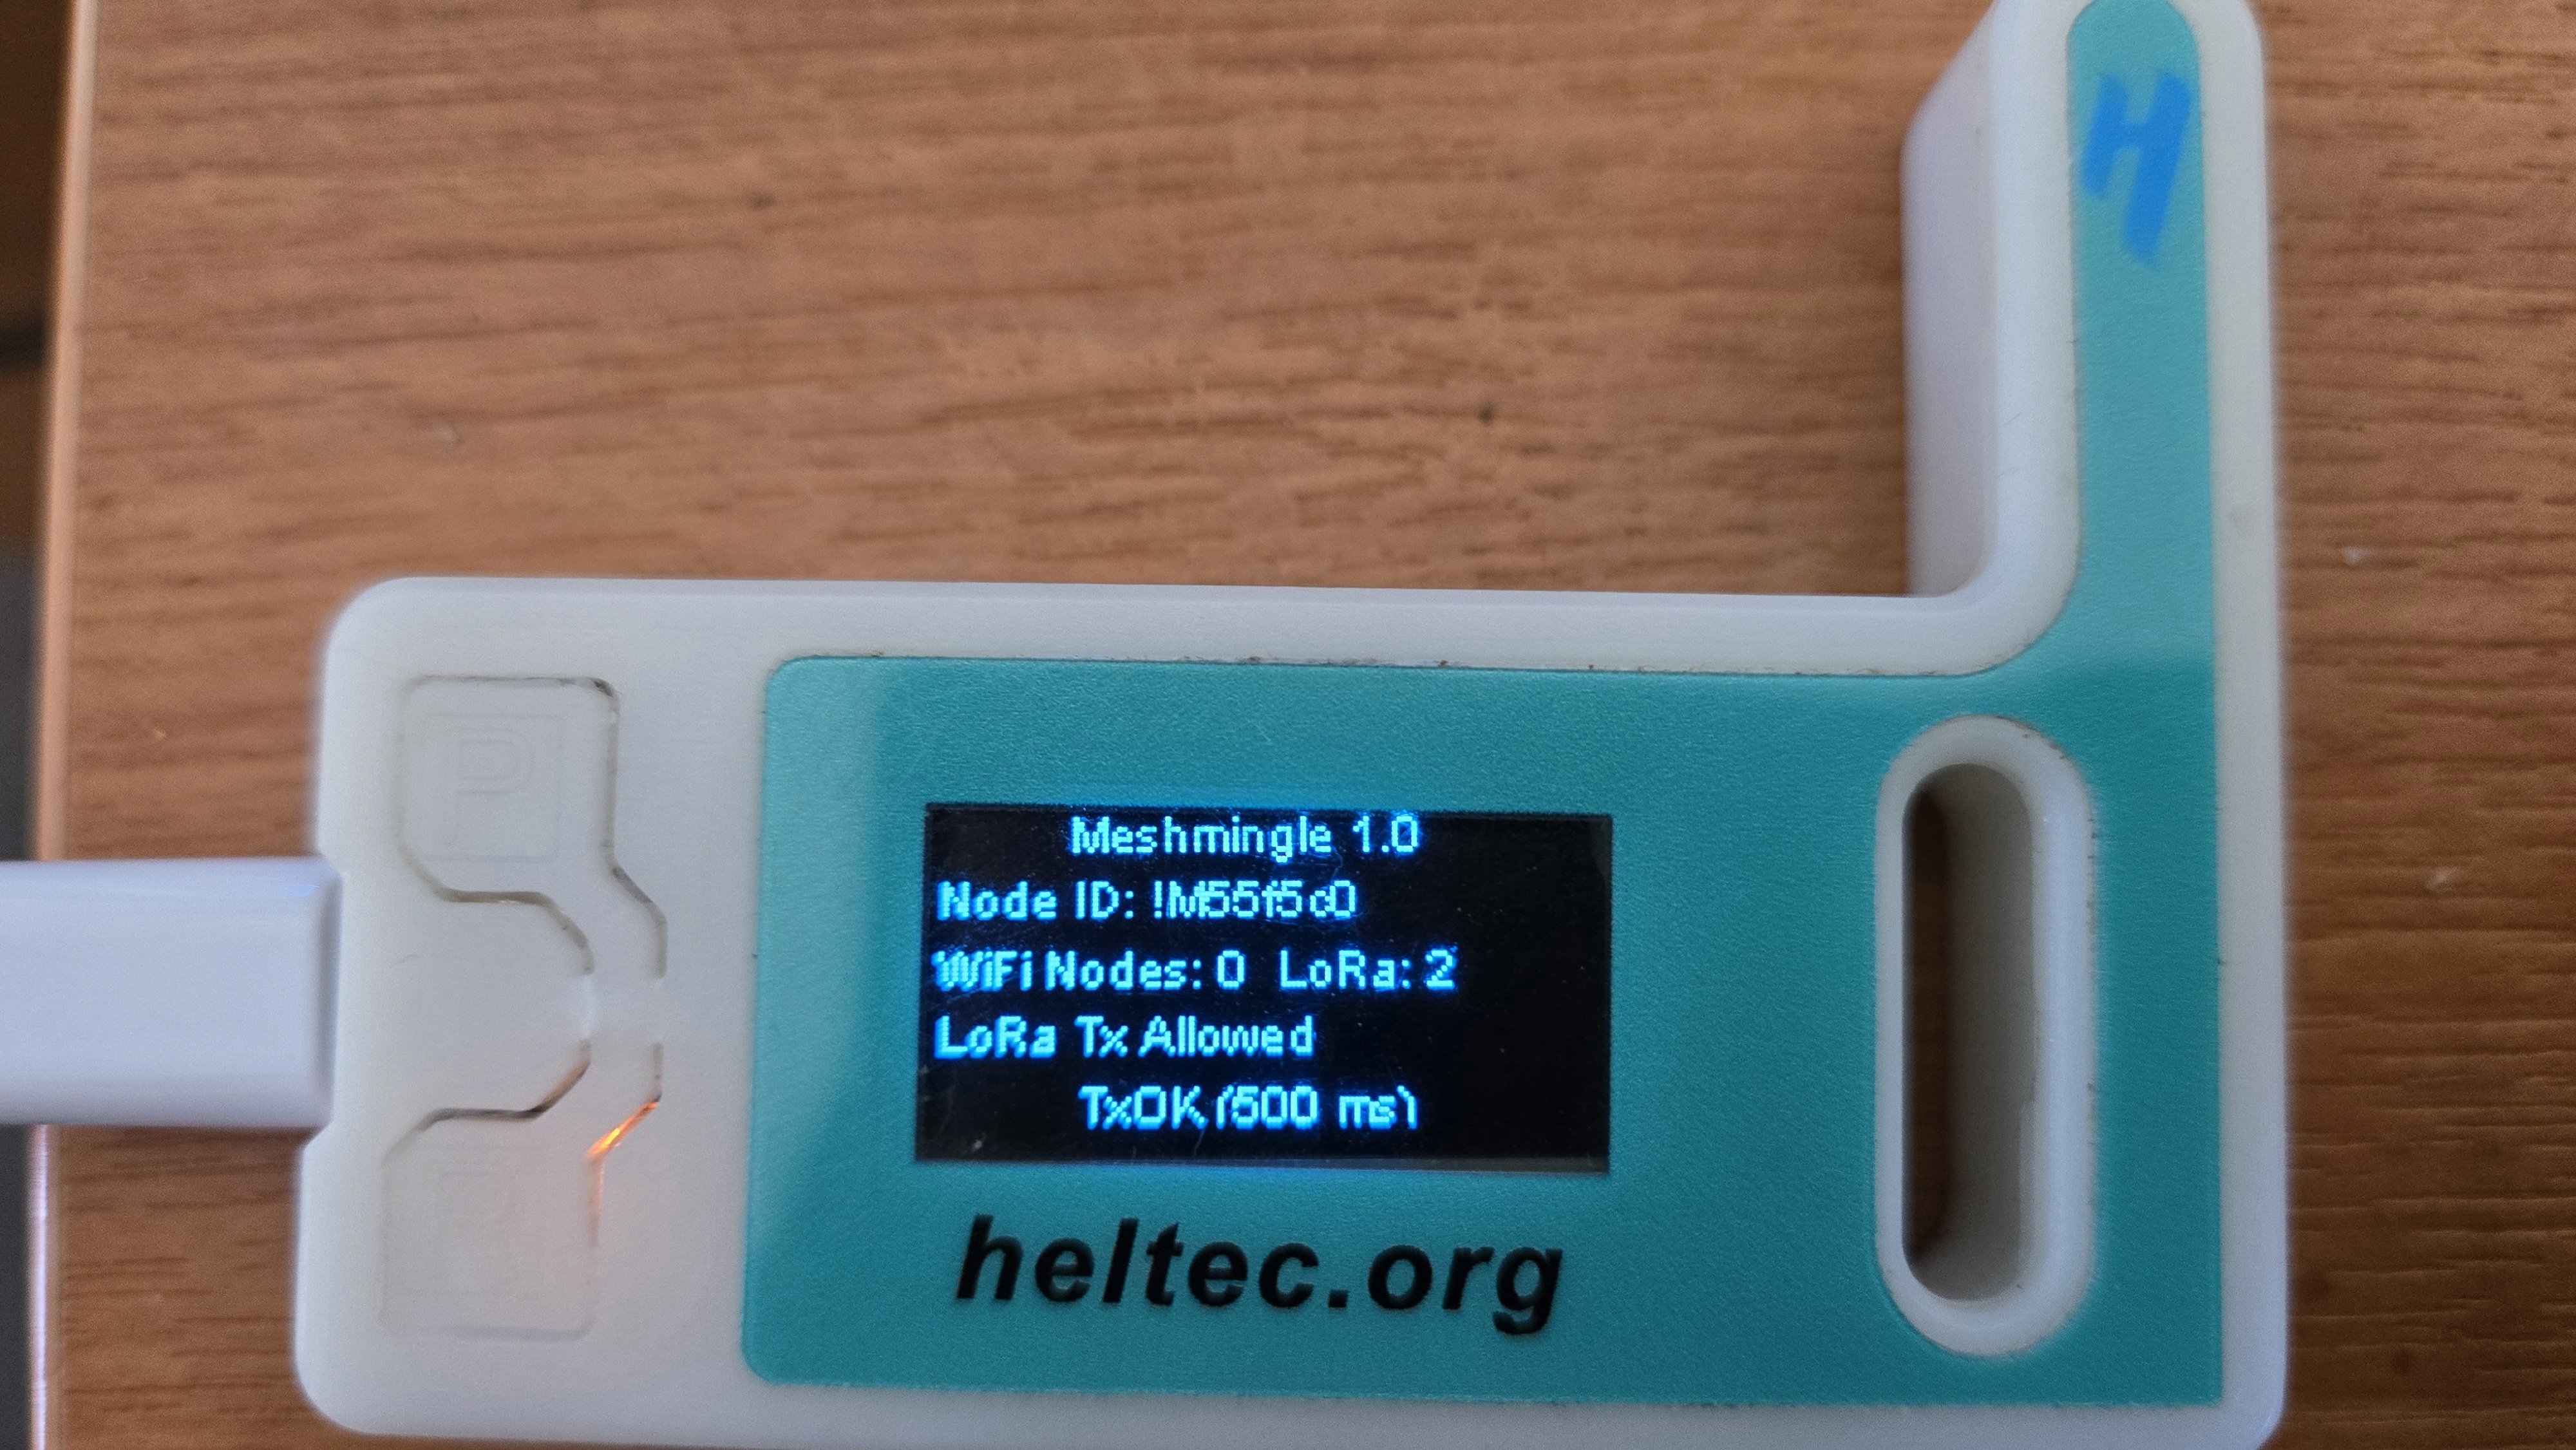 H
P
Meshmingle 1.0
Node ID: !M55f5c0
WiFi Nodes: 0 LoRa: 2
LoRa Tx Allowed
TxOK (500 ms)
heltec.org